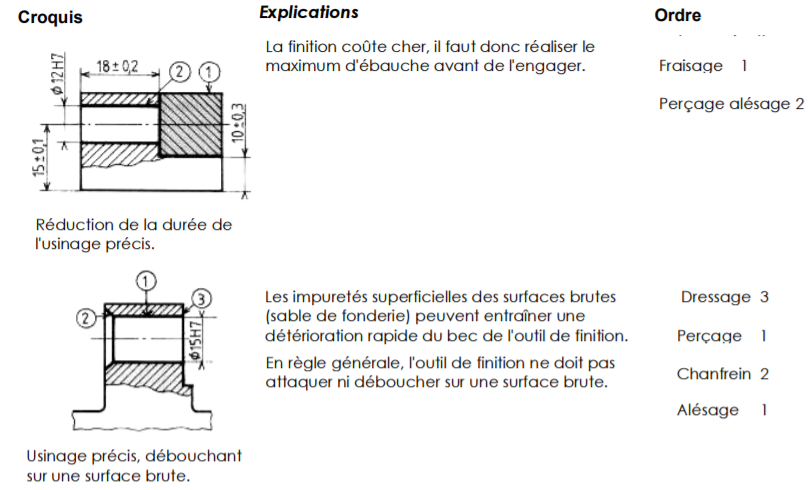 Croquis
Explications
Ordre
La finition coûte cher, il faut donc réaliser le
maximum d'ébauche avant de l'engager.
Fraisage 1
Perçage alésage 2
ϕ12H7
18±0,2
2
1
15±0,1
10±0,3
Réduction de la durée de
l'usinage précis.
1
2
3
ϕ15H7
Les impuretés superficielles des surfaces brutes
(sable de fonderie) peuvent entraîner une
détérioration rapide du bec de l'outil de finition.
En règle générale, l'outil de finition ne doit pas
attaquer ni déboucher sur une surface brute.
Dressage 3
Perçage 1
Chanfrein 2
Alésage 1
Usinage précis, débouchant
sur une surface brute.